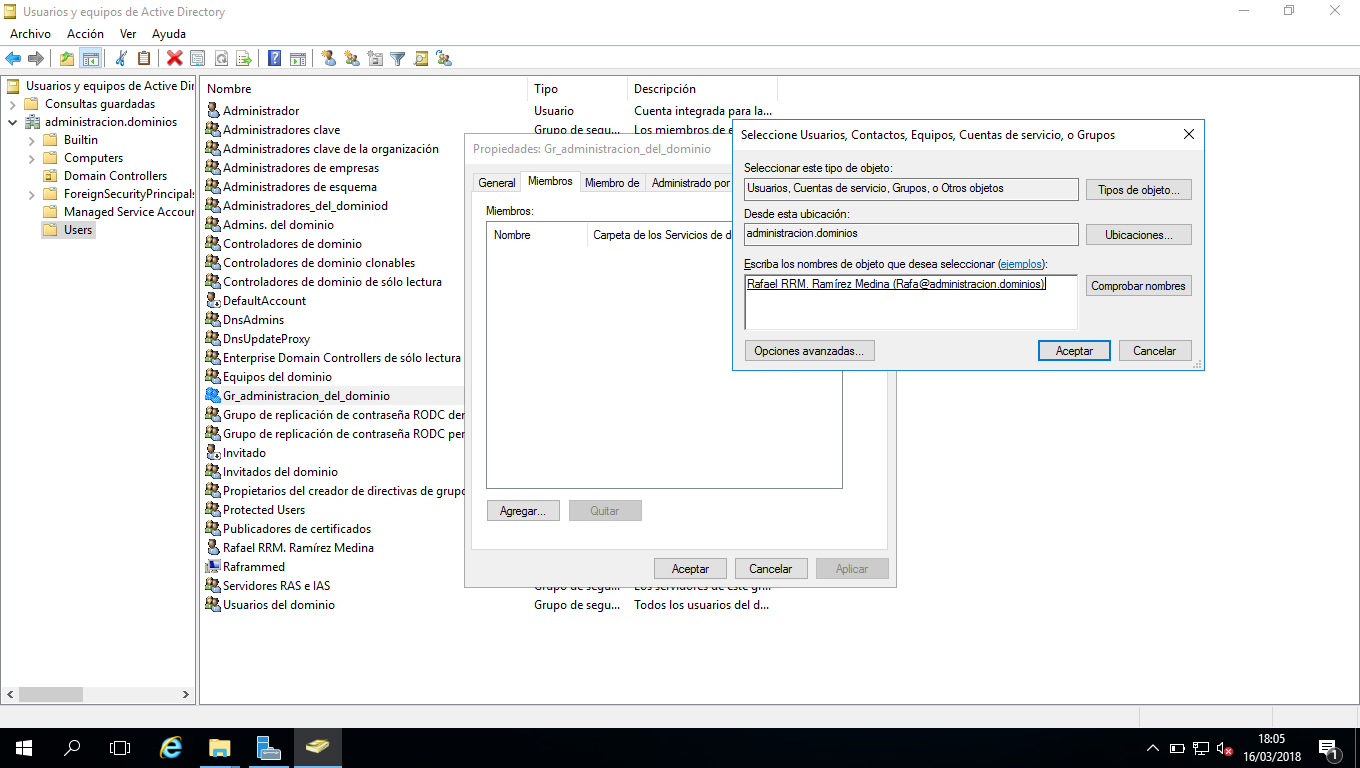 Usuarios y equipos de Active Directory
Archivo Acción Ver Ayuda
Usuarios y equipos de Active Dir
Consultas guardadas
administracion.dominios
Builtin
Computers
Domain Controllers
ForeignSecurityPrincipals
Managed Service Accour
Users
Nombre Tipo Descripción
Administrador Usuario Cuenta integrada para la...
Administradores clave Grupo de segu... Los miembros de e
Administradores clave de la organización
Administradores de empresas
Administradores de esquema
Administradores_del_dominiod
Admins. del dominio
Controladores de dominio
Controladores de dominio clonables
Controladores de dominio de sólo lectura
DefaultAccount
DnsAdmins
DnsUpdateProxy
Enterprise Domain Controllers de sólo lectura
Equipos del dominio
Gr_administracion_del_dominio
Grupo de replicación de contraseña RODC der
Grupo de replicación de contraseña RODC per
Invitado
Invitados del dominio
Propietarios del creador de directivas de grupo
Protected Users
Publicadores de certificados
Rafael RRM. Ramírez Medina
Raframmed
Servidores RAS e IAS Grupo de segu... Los servidores de este gr...
Usuarios del dominio Grupo de segu... Todos los usuarios del d...
Propiedades: Gr_administracion_del_dominio
General Miembros Miembro de Administrado por
Miembros:
Nombre Carpeta de los Servicios de d
Agregar... Quitar
Aceptar Cancelar Aplicar
Seleccione Usuarios, Contactos, Equipos, Cuentas de servicio, o Grupos
Seleccionar este tipo de objeto:
Usuarios, Cuentas de servicio, Grupos, o Otros objetos Tipos de objeto...
Desde esta ubicación:
administracion.dominios Ubicaciones...
Escriba los nombres de objeto que desea seleccionar (ejemplos):
Rafael RRM. Ramírez Medina (Rafa@administracion.dominios) Comprobar nombres
Opciones avanzadas... Aceptar Cancelar
18:05
16/03/2018
1